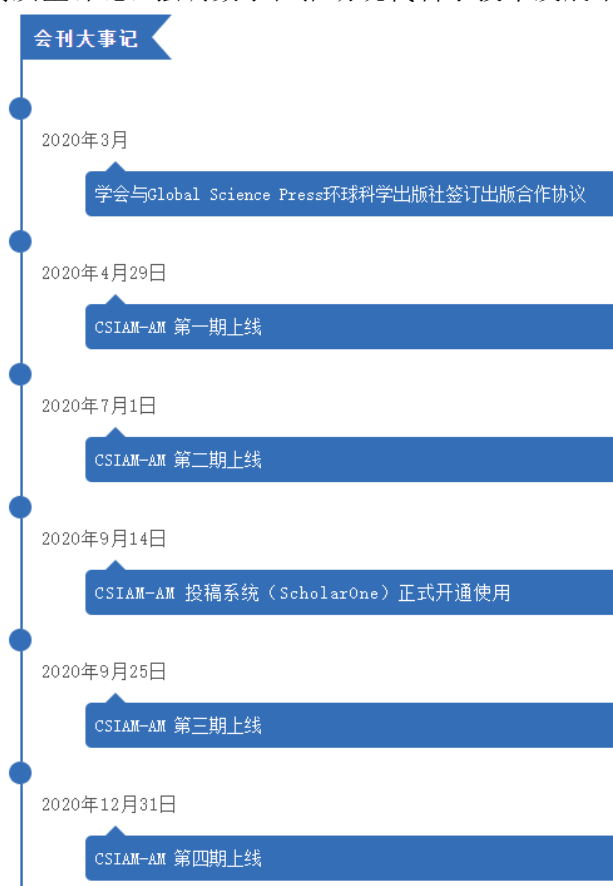 会刊大事记
2020年3月
学会与Global Science Press环球科学出版社签订出版合作协议
2020年4月29日
CSIAM-AM 第一期上线
2020年7月1日
CSIAM-AM 第二期上线
2020年9月14日
CSIAM-AM 投稿系统（ScholarOne）正式开通使用
2020年9月25日
CSIAM-AM 第三期上线
2020年12月31日
CSIAM-AM 第四期上线